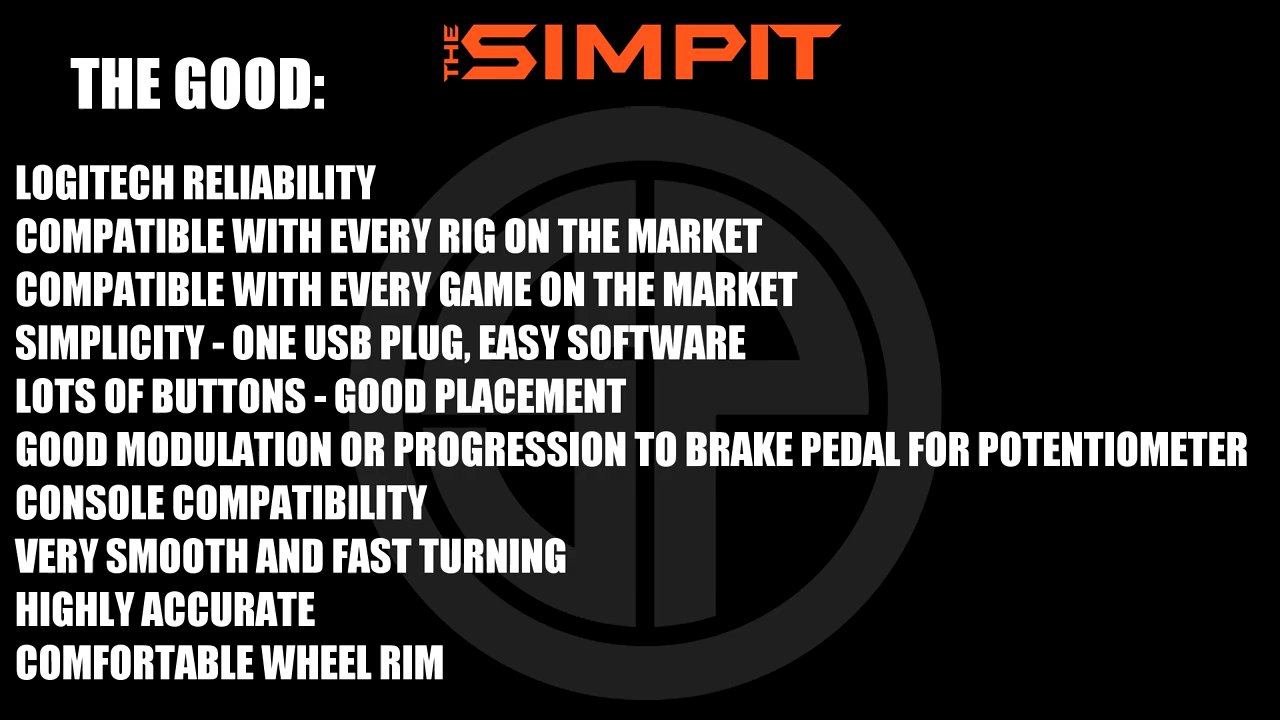 THE SIMPIT
THE GOOD:
LOGITECH RELIABILITY
COMPATIBLE WITH EVERY RIG ON THE MARKET
COMPATIBLE WITH EVERY GAME ON THE MARKET
SIMPLICITY - ONE USB PLUG, EASY SOFTWARE
LOTS OF BUTTONS - GOOD PLACEMENT
GOOD MODULATION OR PROGRESSION TO BRAKE PEDAL FOR POTENTIOMETER
CONSOLE COMPATIBILITY
VERY SMOOTH AND FAST TURNING
HIGHLY ACCURATE
COMFORTABLE WHEEL RIM